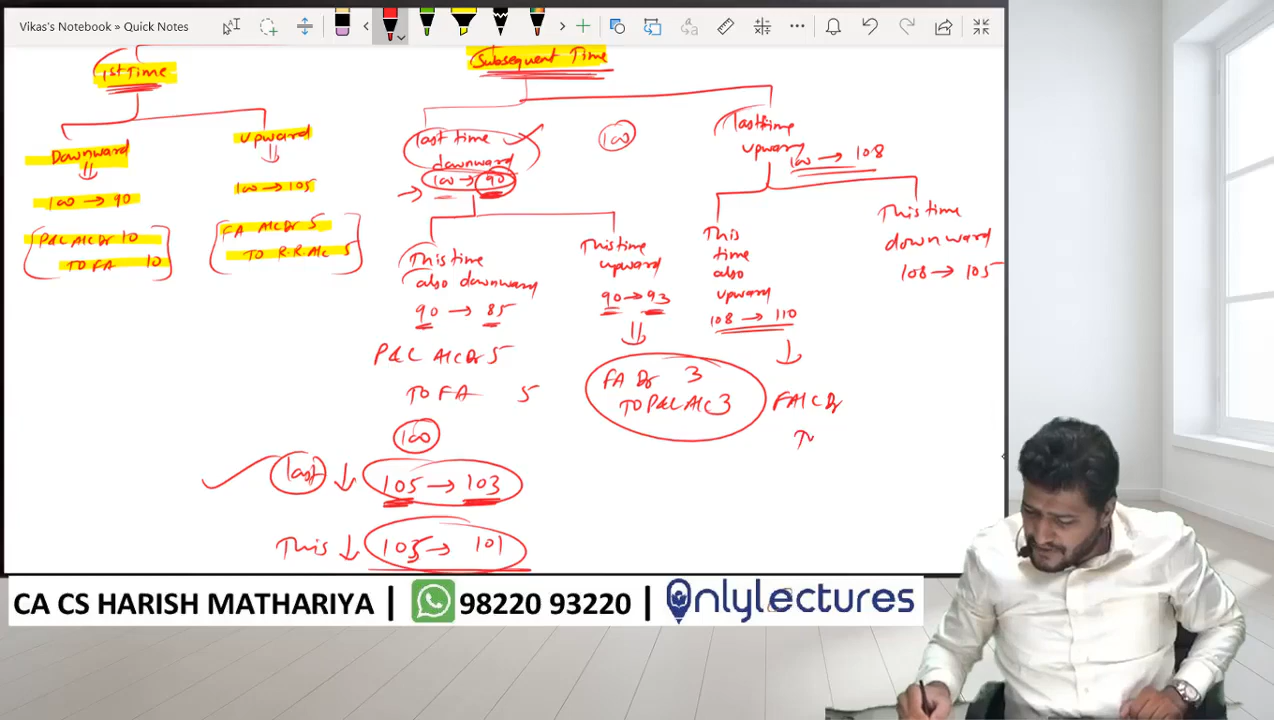 Vikas's Notebook » Quick Notes
1st Time
Downward
100 → 90
P&L A/c Dr 10
To FA 10
Upward
100 → 105
FA A/c Dr 5
To R.R. A/c 5
Subsequent Time
last time
downward
100 → 90
100
last time
upward
100 → 108
This time
also downward
90 → 85
P&L A/c Dr 5
To FA 5
This time
upward
90 → 93
FA Dr 3
To P&L A/c 3
This
time
also
upward
108 → 110
FA/c Dr
To
This time
downward
108 → 105
100
last ↓ 105 → 103
This ↓ 103 → 101
CA CS HARISH MATHARIYA | 98220 93220 | Onlylectures